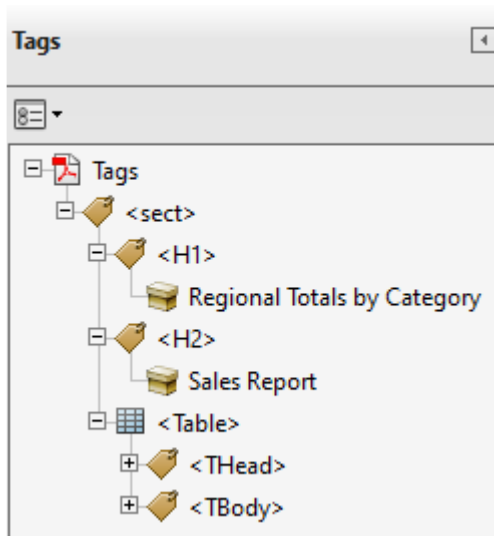 Tags
Tags
<sect>
<H1>
Regional Totals by Category
<H2>
Sales Report
<Table>
<THead>
<TBody>